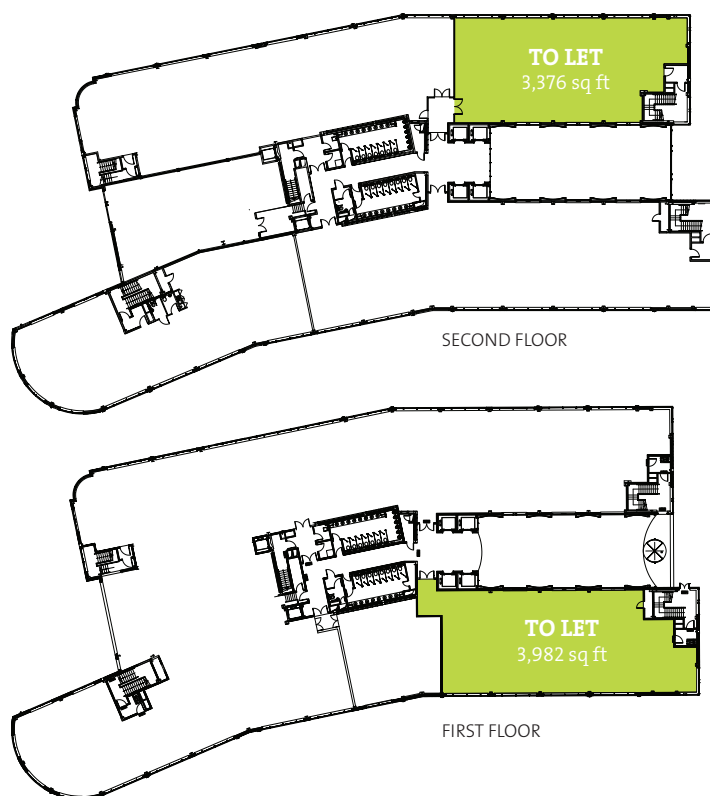 TO LET
3,376 sq ft
SECOND FLOOR
TO LET
3,982 sq ft
FIRST FLOOR